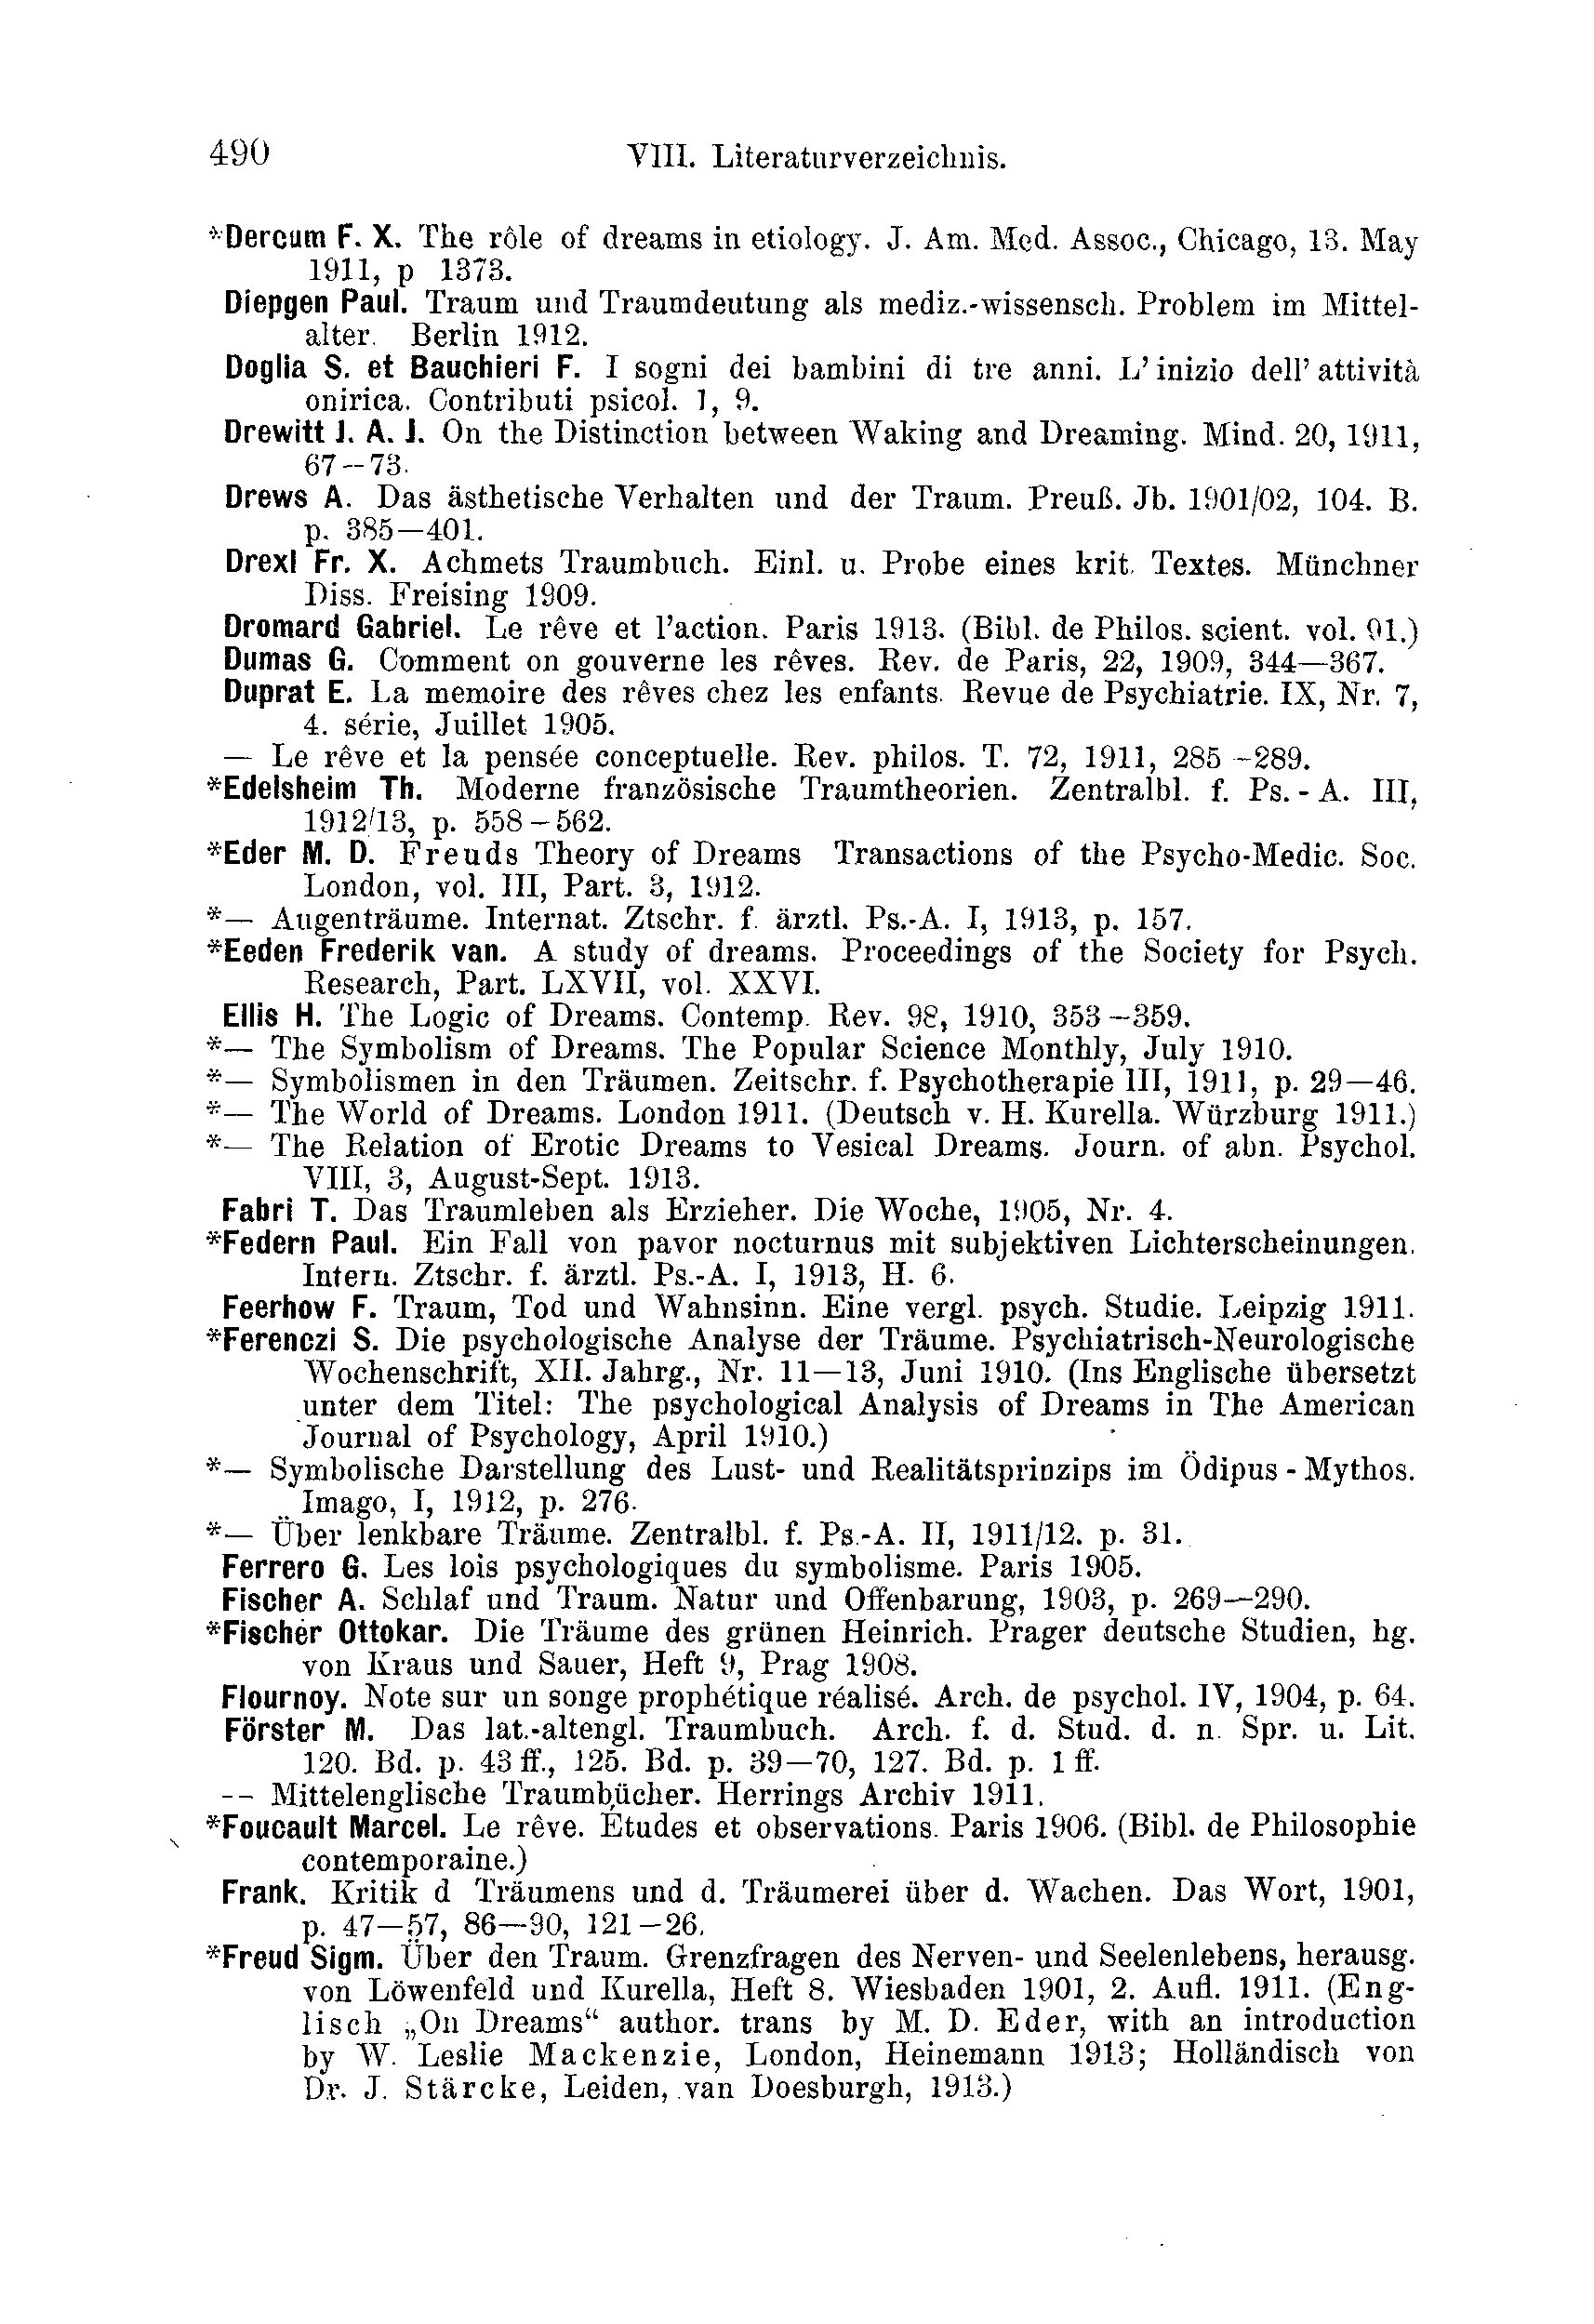 490 VIII. Literaturverzeichnis.
*Dercum F. X. The rôle of dreams in etiology. J. Am. Med. Assoc., Chicago, 13. May
1911, p 1373.
Diepgen Paul. Traum und Traumdeutung als mediz.-wissensch. Problem im Mittel-
alter. Berlin 1912.
Doglia S. et Bauchieri F. I sogni dei bambini di tre anni. L' inizio dell' attività
onirica. Contributi psicol. 1, 9.
Drewitt J. A. J. On the Distinction between Waking and Dreaming. Mind. 20, 1911,
67--73.
Drews A. Das ästhetische Verhalten und der Traum. Preuß. Jb. 1901/02, 104. B.
p. 385—401.
Drexl Fr. X. Achmets Traumbuch. Einl. u. Probe eines krit. Textes. Münchner
Diss. Freising 1909.
Dromard Gabriel. Le rêve et l'action. Paris 1913. (Bibl. de Philos. scient. vol. 91.)
Dumas G. Comment on gouverne les rêves. Rev. de Paris, 22, 1909, 344—367.
Duprat E. La memoire des rêves chez les enfants. Revue de Psychiatrie. IX, Nr. 7,
4. série, Juillet 1905.
— Le rêve et la pensée conceptuelle. Rev. philos. T. 72, 1911, 285-289.
*Edelsheim Th. Moderne französische Traumtheorien. Zentralbl. f. Ps. - A. III,
1912/13, p. 558-562.
*Eder M. D. Freuds Theory of Dreams Transactions of the Psycho-Medic. Soc.
London, vol. III, Part. 3, 1912.
*— Augenträume. Internat. Ztschr. f. ärztl. Ps.-A. I, 1913, p. 157.
*Eeden Frederik van. A study of dreams. Proceedings of the Society for Psych.
Research, Part. LXVII, vol. XXVI.
Ellis H. The Logic of Dreams. Contemp. Rev. 98, 1910, 353-359.
*— The Symbolism of Dreams. The Popular Science Monthly, July 1910.
*— Symbolismen in den Träumen. Zeitschr. f. Psychotherapie III, 1911, p. 29—46.
*— The World of Dreams. London 1911. (Deutsch v. H. Kurella. Würzburg 1911.)
*— The Relation of Erotic Dreams to Vesical Dreams. Journ. of abn. Psychol.
VIII, 3, August-Sept. 1913.
Fabri T. Das Traumleben als Erzieher. Die Woche, 1905, Nr. 4.
*Federn Paul. Ein Fall von pavor nocturnus mit subjektiven Lichterscheinungen.
Intern. Ztschr. f. ärztl. Ps.-A. I, 1913, H. 6.
Feerhow F. Traum, Tod und Wahnsinn. Eine vergl. psych. Studie. Leipzig 1911.
*Ferenczi S. Die psychologische Analyse der Träume. Psychiatrisch-Neurologische
Wochenschrift, XII. Jahrg., Nr. 11—13, Juni 1910. (Ins Englische übersetzt
unter dem Titel: The psychological Analysis of Dreams in The American
Journal of Psychology, April 1910.)
*— Symbolische Darstellung des Lust- und Realitätsprinzips im Ödipus - Mythos.
Imago, I, 1912, p. 276.
*— Über lenkbare Träume. Zentralbl. f. Ps.-A. II, 1911/12. p. 31.
Ferrero G. Les lois psychologiques du symbolisme. Paris 1905.
Fischer A. Schlaf und Traum. Natur und Offenbarung, 1903, p. 269—290.
*Fischer Ottokar. Die Träume des grünen Heinrich. Prager deutsche Studien, hg.
von Kraus und Sauer, Heft 9, Prag 1908.
Flournoy. Note sur un songe prophétique réalisé. Arch. de psychol. IV, 1904, p. 64.
Förster M. Das lat.-altengl. Traumbuch. Arch. f. d. Stud. d. n. Spr. u. Lit.
120. Bd. p. 43 ff., 125. Bd. p. 39—70, 127. Bd. p. 1 ff.
— Mittelenglische Traumbücher. Herrings Archiv 1911.
*Foucault Marcel. Le rêve. Études et observations. Paris 1906. (Bibl. de Philosophie
contemporaine.)
Frank. Kritik d Träumens und d. Träumerei über d. Wachen. Das Wort, 1901,
p. 47—57, 86—90, 121-26.
*Freud Sigm. Über den Traum. Grenzfragen des Nerven- und Seelenlebens, herausg.
von Löwenfeld und Kurella, Heft 8. Wiesbaden 1901, 2. Aufl. 1911. (Eng-
lisch „On Dreams“ author. trans by M. D. Eder, with an introduction
by W. Leslie Mackenzie, London, Heinemann 1913; Holländisch von
Dr. J. Stärcke, Leiden, van Doesburgh, 1913.)